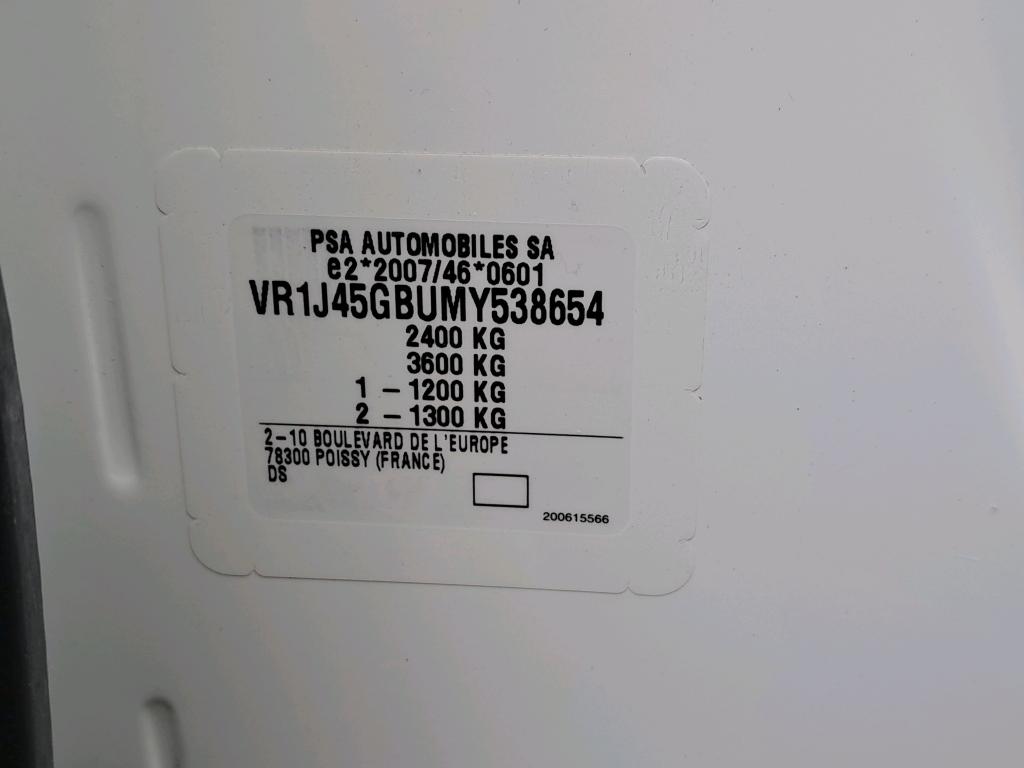 PSA AUTOMOBILES SA
e2*2007/46*0601
VR1J45GBUMY538654
2400 KG
3600 KG
1 - 1200 KG
2 - 1300 KG
2-10 BOULEVARD DE L'EUROPE
78300 POISSY (FRANCE)
DS
200615566